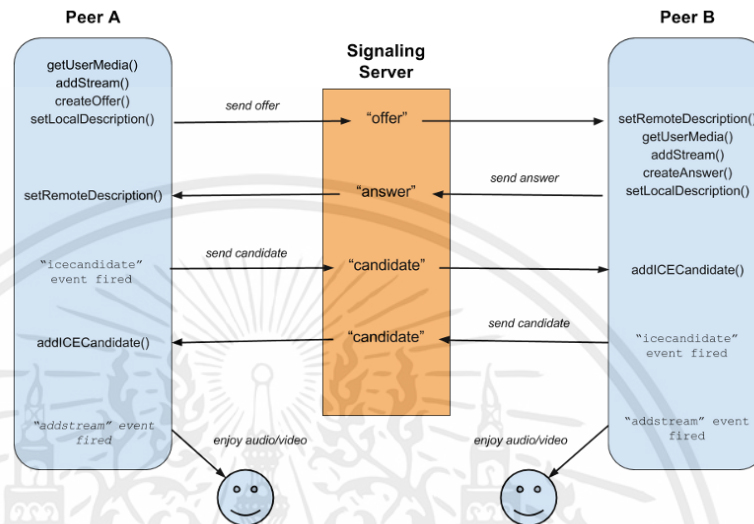 Peer A
Peer B
Signaling
Server
getUserMedia()
addStream()
createOffer()
setLocalDescription()
send offer
"offer"
setRemoteDescription()
getUserMedia()
addStream()
createAnswer()
setLocalDescription()
send answer
"answer"
setRemoteDescription()
"icecandidate"
event fired
send candidate
"candidate"
addICECandidate()
"icecandidate"
event fired
send candidate
"candidate"
addICECandidate()
"addstream" event
fired
enjoy audio/video
"addstream" event
fired
enjoy audio/video